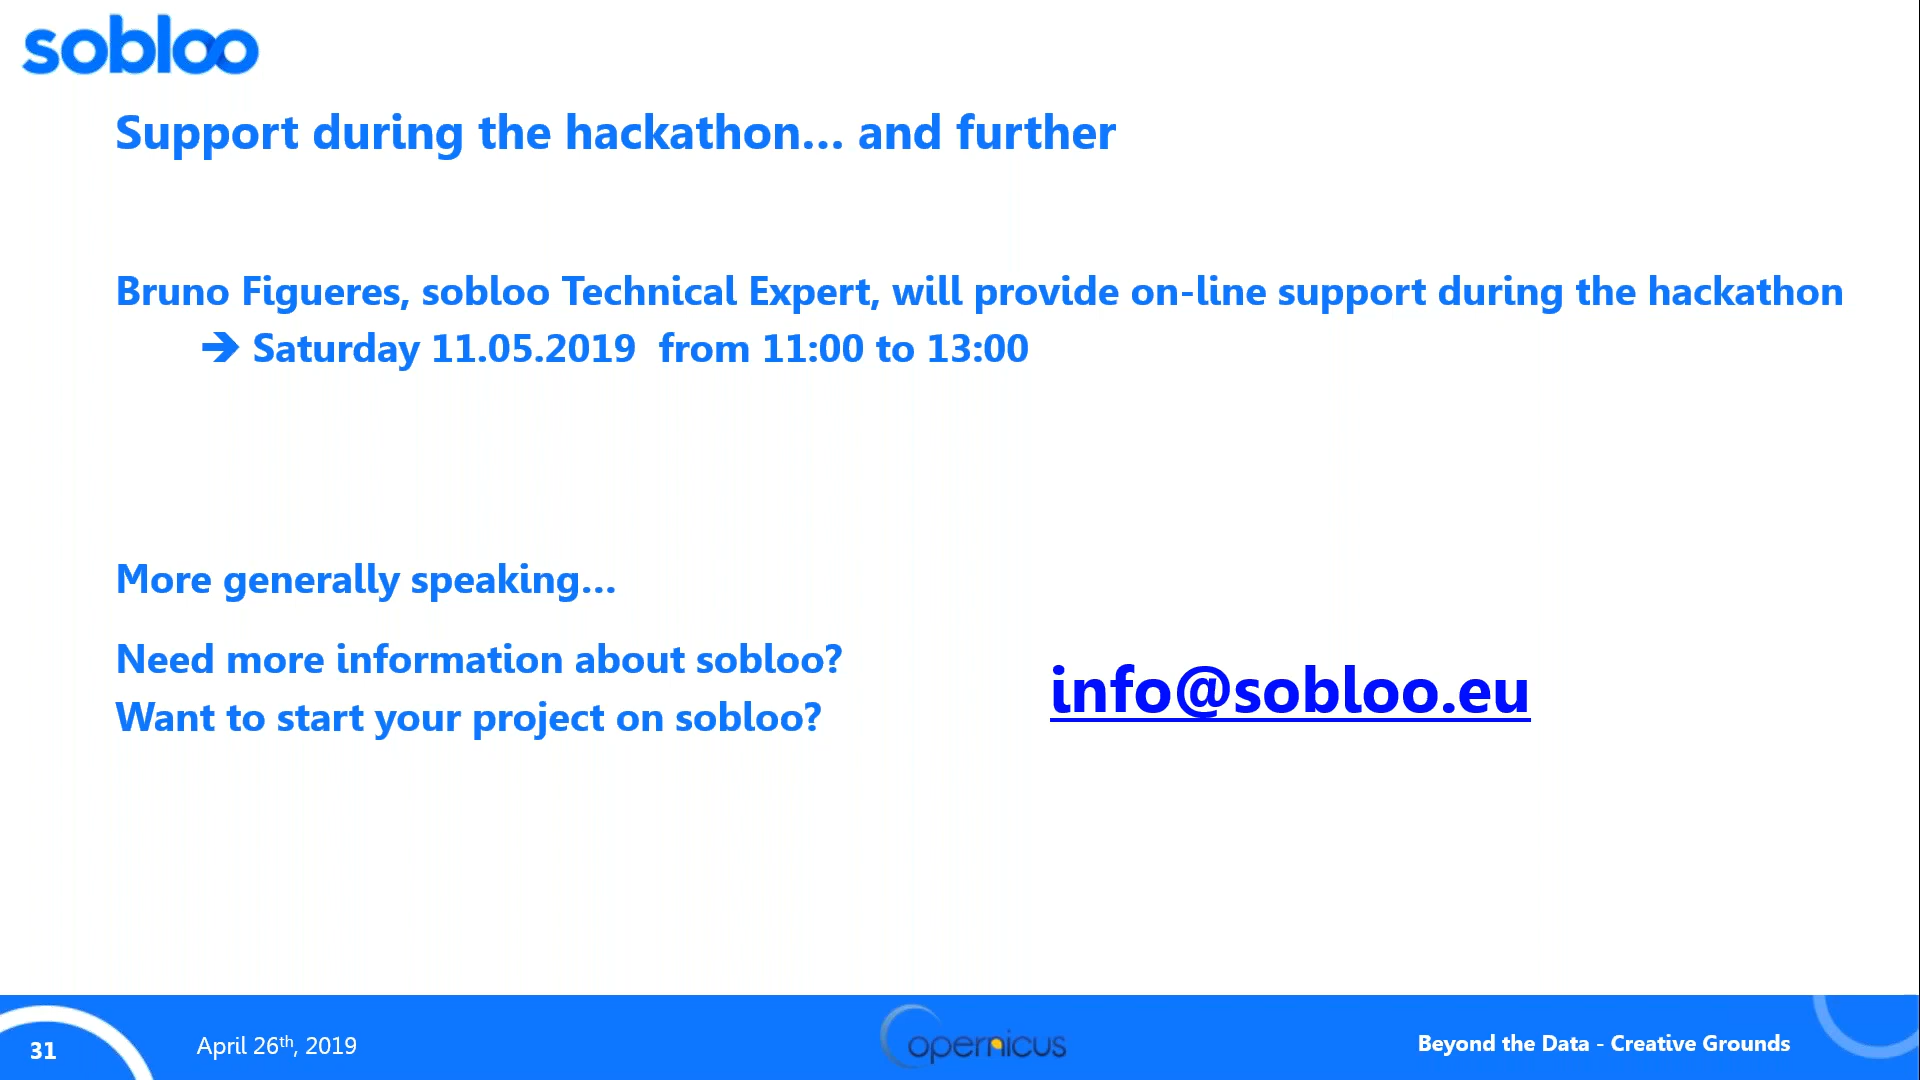 sobloo
Support during the hackathon... and further
Bruno Figueres, sobloo Technical Expert, will provide on-line support during the hackathon
➔ Saturday 11.05.2019 from 11:00 to 13:00
More generally speaking...
Need more information about sobloo?
Want to start your project on sobloo?
info@sobloo.eu
31
April 26th, 2019
Copernicus
Beyond the Data - Creative Grounds